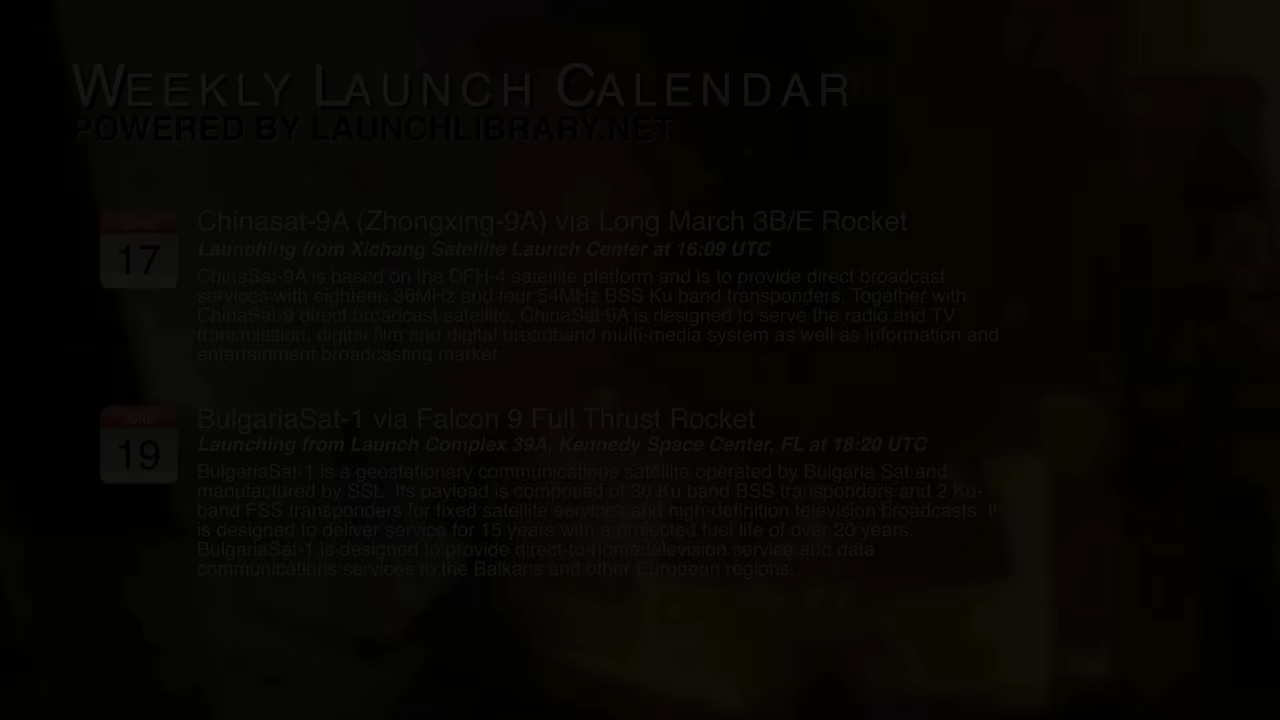 WEEKLY LAUNCH CALENDAR
POWERED BY LAUNCHLIBRARY.NET
17
Chinasat-9A (Zhongxing-9A) via Long March 3B/E Rocket
Launching from Xichang Satellite Launch Center at 16:09 UTC
ChinaSat-9A is based on the DFH-4 satellite platform and is to provide direct broadcast
services with eighteen 36MHz and four 54MHz BSS Ku band transponders. Together with
ChinaSat-9 direct broadcast satellite, ChinaSat 9A is designed to serve the radio and TV
transmission, digital film and digital broadband multi-media system as well as information and
entertainment broadcasting market
JUNE
19
BulgariaSat-1 via Falcon 9 Full Thrust Rocket
Launching from Launch Complex 39A, Kennedy Space Center, FL at 18:20 UTC
BulgariaSat-1 is a geostationary communications satellite operated by Bulgaria Sat and
manufactured by SSL. Its payload is composed of 30 Ku band BSS transponders and 2 Ku-
band FSS transponders for fixed satellite services and high-definition television broadcasts. It
is designed to deliver service for 15 years with a projected fuel life of over 20 years.
BulgariaSat-1 is designed to provide direct-to-home television service and data
communications services to the Balkans and other European regions.